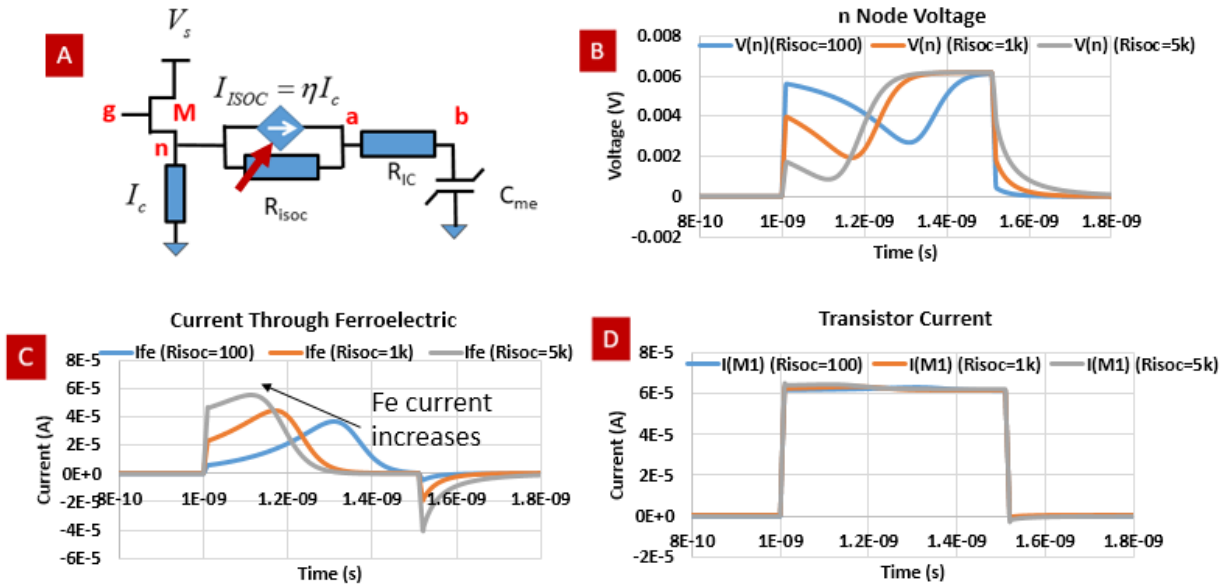 A
V_s
g
M
I_ISOC = ηI_c
a
b
n
I_c
R_isoc
R_IC
C_me
B
n Node Voltage
V(n)(Risoc=100) V(n) (Risoc=1k) V(n) (Risoc=5k)
0.008
0.006
0.004
0.002
0
-0.002
Voltage (V)
8E-10 1E-09 1.2E-09 1.4E-09 1.6E-09 1.8E-09
Time (s)
C
Current Through Ferroelectric
Ife (Risoc=100) Ife (Risoc=1k) Ife (Risoc=5k)
8E-5
6E-5
4E-5
2E-5
0E+0
-2E-5
-4E-5
-6E-5
Current (A)
Fe current
increases
8E-10 1E-09 1.2E-09 1.4E-09 1.6E-09 1.8E-09
Time (s)
D
Transistor Current
I(M1) (Risoc=100) I(M1) (Risoc=1k) I(M1) (Risoc=5k)
8E-5
6E-5
4E-5
2E-5
0E+0
-2E-5
Current (A)
8E-10 1E-09 1.2E-09 1.4E-09 1.6E-09 1.8E-09
Time (s)